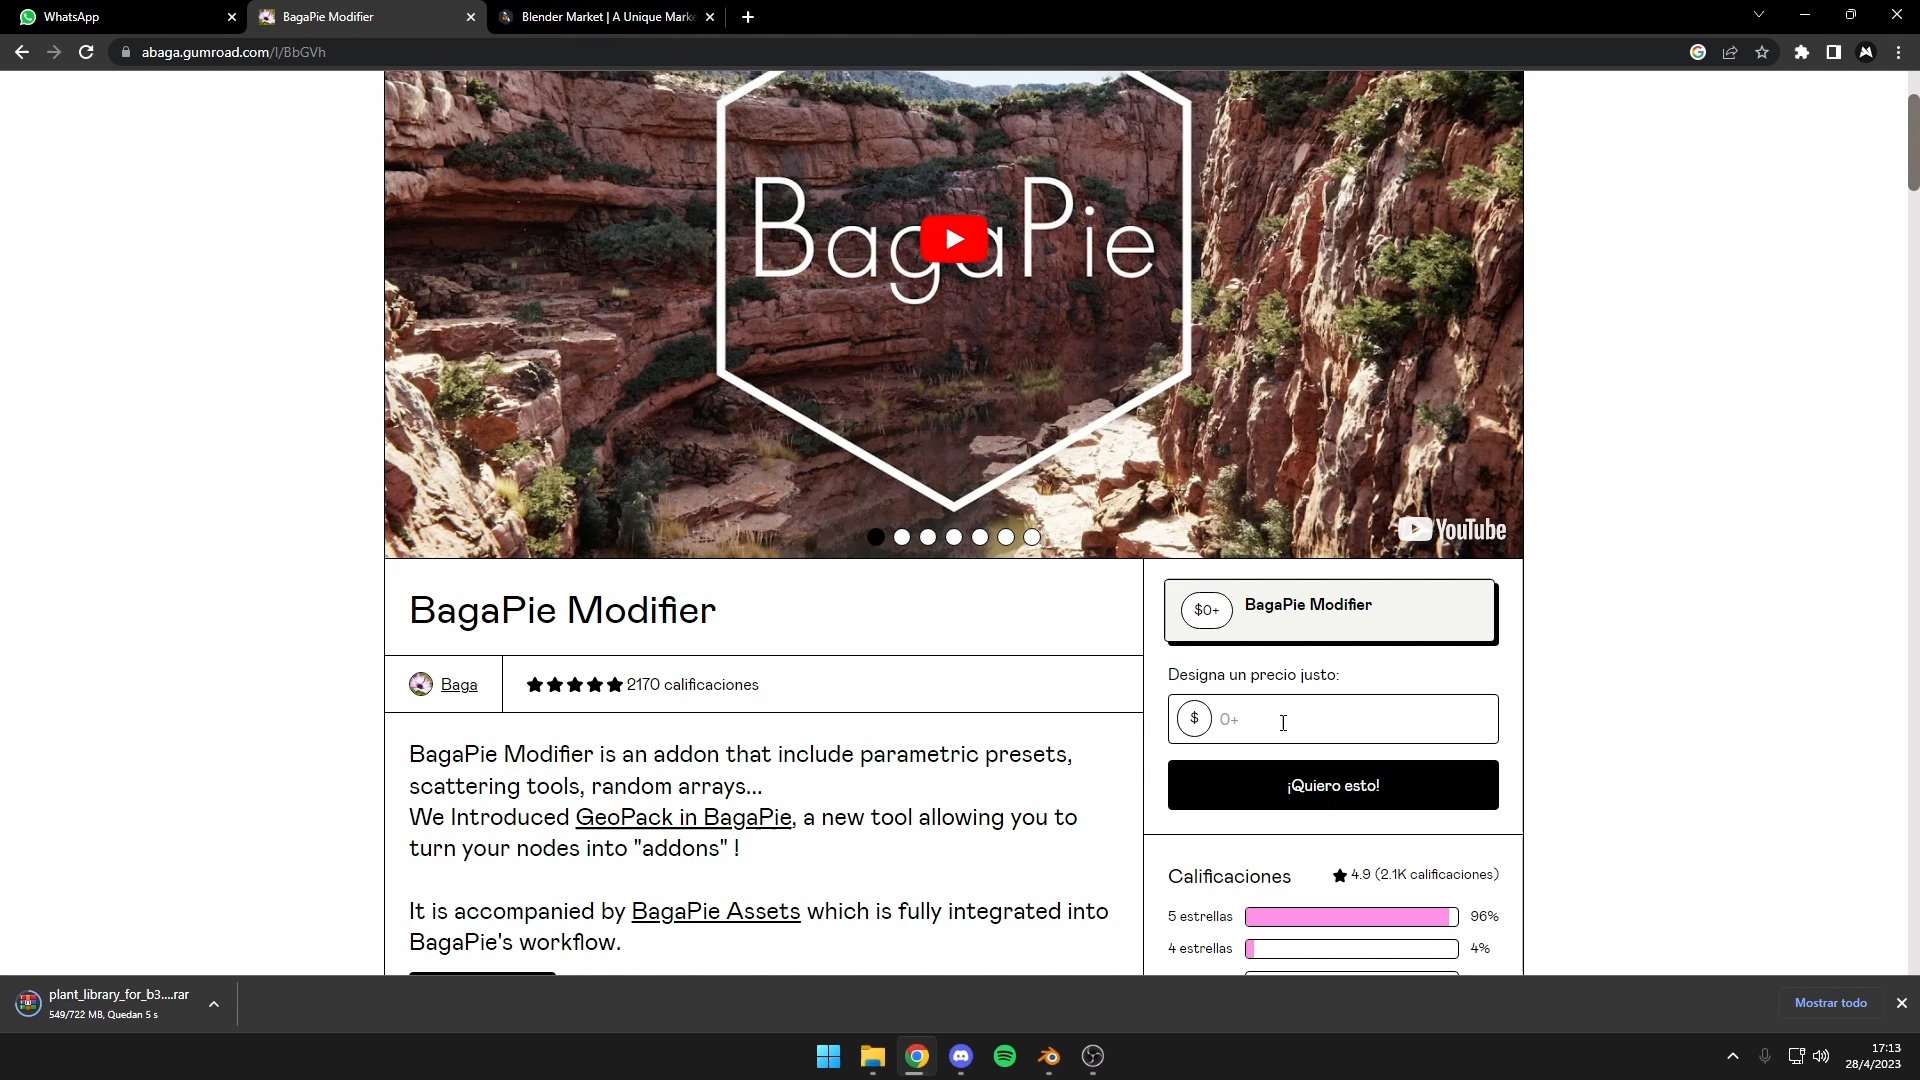 WhatsApp
BagaPie Modifier
Blender Market | A Unique Marke
abaga.gumroad.com/l/BbGVh
BagaPie
YouTube
BagaPie Modifier
Baga
2170 calificaciones
BagaPie Modifier is an addon that include parametric presets,
scattering tools, random arrays...
We Introduced GeoPack in BagaPie, a new tool allowing you to
turn your nodes into "addons" !
It is accompanied by BagaPie Assets which is fully integrated into
BagaPie's workflow.
$0+
BagaPie Modifier
Designa un precio justo:
$ 0+
¡Quiero esto!
Calificaciones
4.9 (2.1K calificaciones)
5 estrellas 96%
4 estrellas 4%
plant_library_for_b3....rar
549/722 MB, Quedan 5 s
Mostrar todo
17:13
28/4/2023